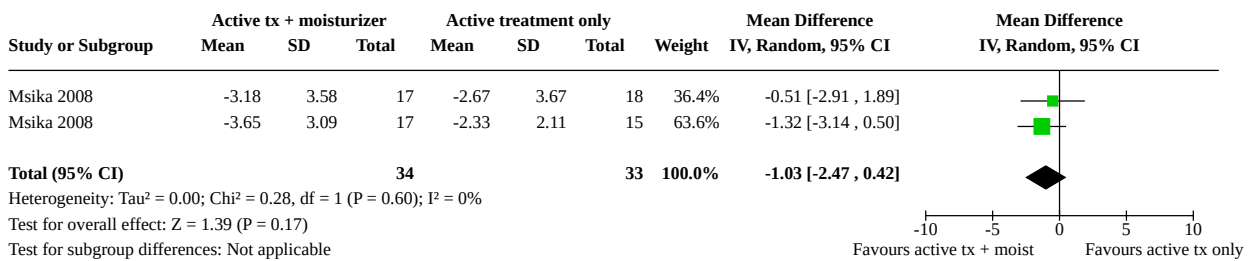 Active tx + moisturizer Active treatment only Mean Difference Mean Difference
Study or Subgroup Mean SD Total Mean SD Total Weight IV, Random, 95% CI IV, Random, 95% CI
Msika 2008 -3.18 3.58 17 -2.67 3.67 18 36.4% -0.51 [-2.91 , 1.89]
Msika 2008 -3.65 3.09 17 -2.33 2.11 15 63.6% -1.32 [-3.14 , 0.50]
Total (95% CI) 34 33 100.0% -1.03 [-2.47 , 0.42]
Heterogeneity: Tau² = 0.00; Chi² = 0.28, df = 1 (P = 0.60); I² = 0%
Test for overall effect: Z = 1.39 (P = 0.17)
-10 -5 0 5 10
Test for subgroup differences: Not applicable Favours active tx + moist Favours active tx only